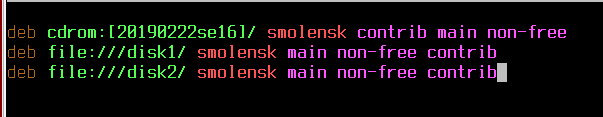 deb cdrom:[20190222se16]/ smolensk contrib main non-free
deb file:///disk1/ smolensk main non-free contrib
deb file:///disk2/ smolensk main non-free contrib